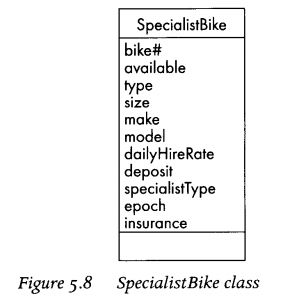 SpecialistBike
bike#
available
type
size
make
model
dailyHireRate
deposit
specialistType
epoch
insurance
Figure 5.8 SpecialistBike class